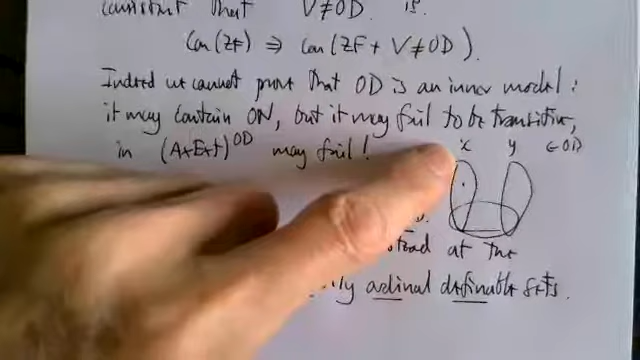 consistent that V≠OD. is.
Con(ZF) ⇒ Con(ZF + V≠OD).
Indeed we cannot prove that OD is an inner model:
it may contain ON, but it may fail to be transitive,
in (AxExt)^OD may fail!
x y ∈ OD
instead at the
ordinal definable sets.